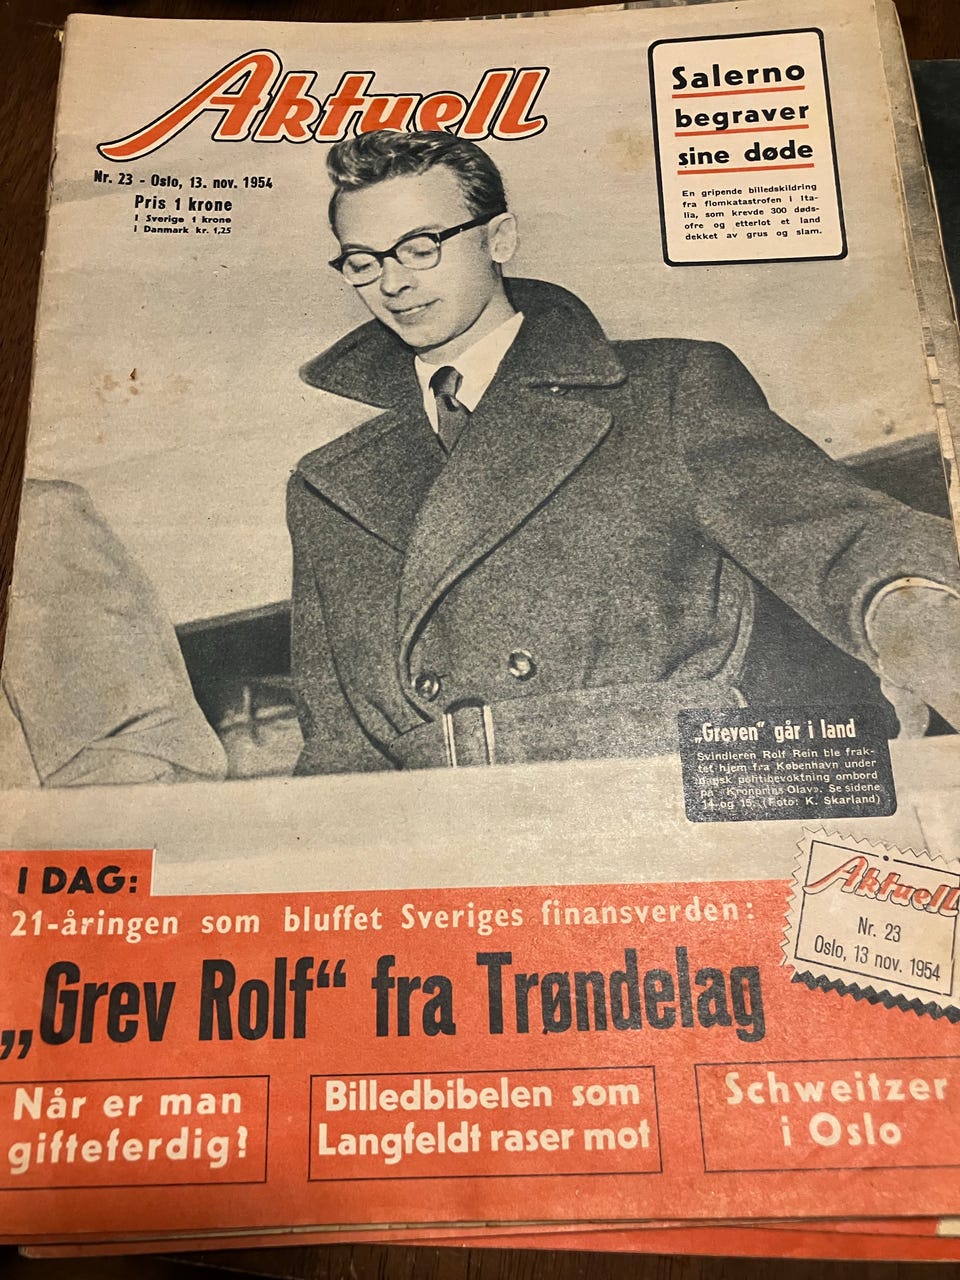 Aktuell
Nr. 23 - Oslo, 13. nov. 1954
Pris 1 krone
I Sverige 1 krone
I Danmark kr. 1,25
Salerno
begraver
sine døde
En gripende billedskildring
fra flomkatastrofen i Ita-
lia, som krevde 300 døds-
ofre og etterlot et land
dekket av grus og slam.
„Greven" går i land
Svindleren Rolf Rein ble frak-
tet hjem fra København under
dansk politibevoktning ombord
på «Kronprins Olav». Se sidene
14 og 15. (Foto: K. Skarland)
I DAG:
21-åringen som bluffet Sveriges finansverden:
„Grev Rolf“ fra Trøndelag
Aktuell
Nr. 23
Oslo, 13 nov. 1954
Når er man
gifteferdig?
Billedbibelen som
Langfeldt raser mot
Schweitzer
i Oslo